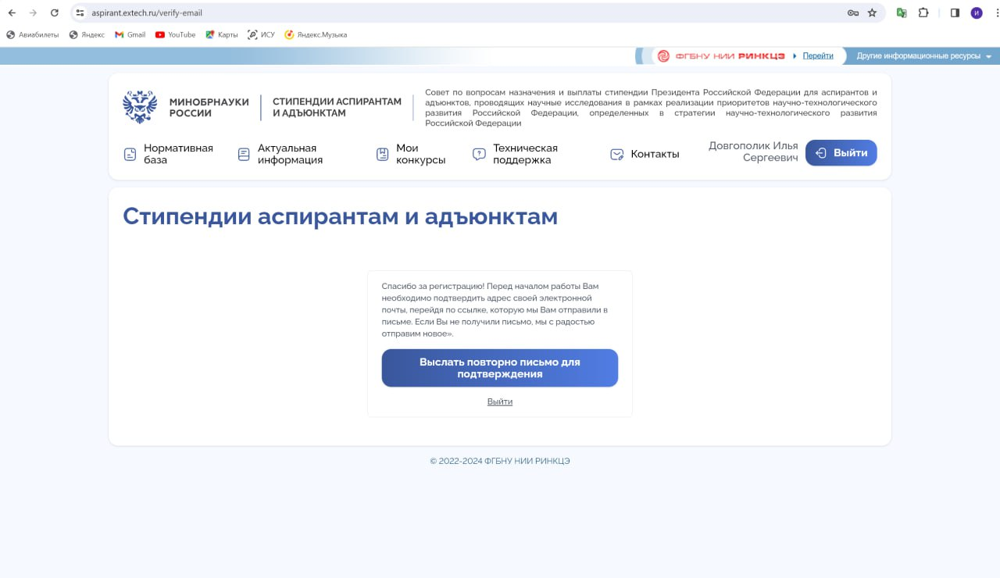 aspirant.extech.ru/verify-email
И
Авиабилеты Яндекс Gmail YouTube Карты ИСУ Яндекс.Музыка
ФГБНУ НИИ РИНКЦЭ Перейти Другие информационные ресурсы
МИНОБРНАУКИ
РОССИИ
СТИПЕНДИИ АСПИРАНТАМ
И АДЪЮНКТАМ
Совет по вопросам назначения и выплаты стипендии Президента Российской Федерации для аспирантов и
адъюнктов, проводящих научные исследования в рамках реализации приоритетов научно-технологического
развития Российской Федерации, определенных в стратегии научно-технологического развития
Российской Федерации
Нормативная
база
Актуальная
информация
Мои
конкурсы
Техническая
поддержка
Контакты
Довгополик Илья
Сергеевич
Выйти
Стипендии аспирантам и адъюнктам
Спасибо за регистрацию! Перед началом работы Вам
необходимо подтвердить адрес своей электронной
почты, перейдя по ссылке, которую мы Вам отправили в
письме. Если Вы не получили письмо, мы с радостью
отправим новое».
Выслать повторно письмо для
подтверждения
Выйти
© 2022-2024 ФГБНУ НИИ РИНКЦЭ